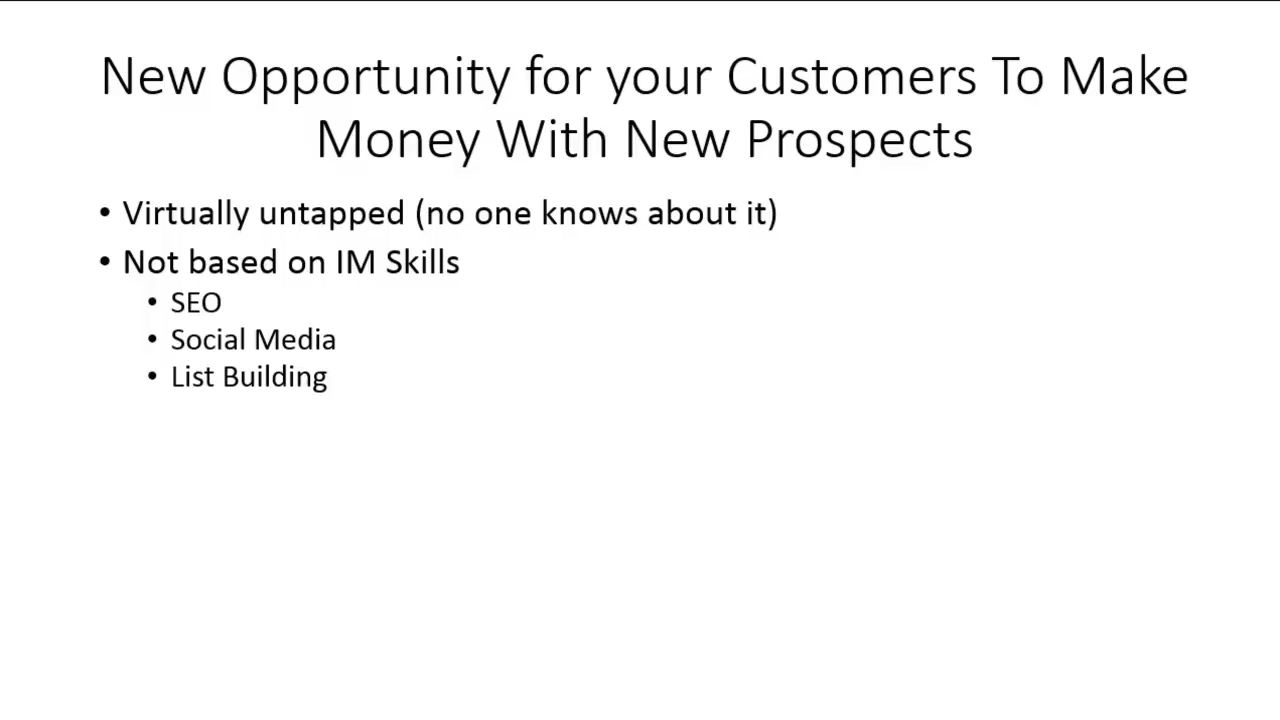 New Opportunity for your Customers To Make
Money With New Prospects
• Virtually untapped (no one knows about it)
• Not based on IM Skills
• SEO
• Social Media
• List Building